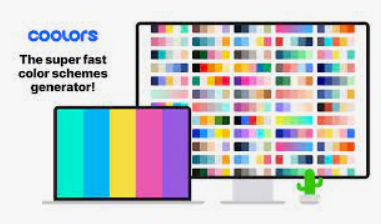 coolors
The super fast
color schemes
generator!